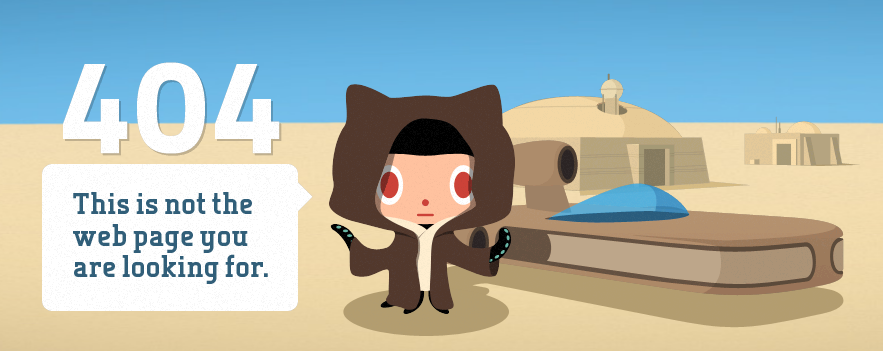 404
This is not the
web page you
are looking for.